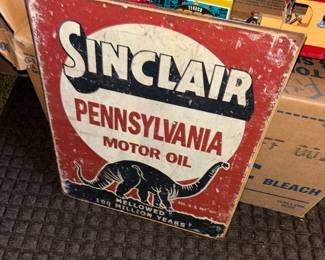 SINCLAIR
PENNSYLVANIA
MOTOR OIL
MELLOWED
100 MILLION YEARS
BLEACH